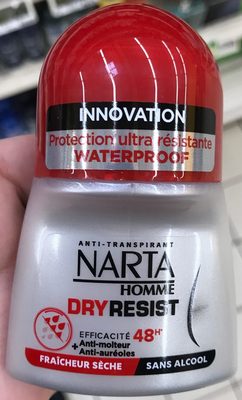 INNOVATION
Protection ultra résistante
WATERPROOF
ANTI-TRANSPIRANT
NARTA
HOMME
DRY RESIST
EFFICACITÉ 48H*
+ Anti-moiteur
Anti-auréoles
FRAÎCHEUR SÈCHE SANS ALCOOL